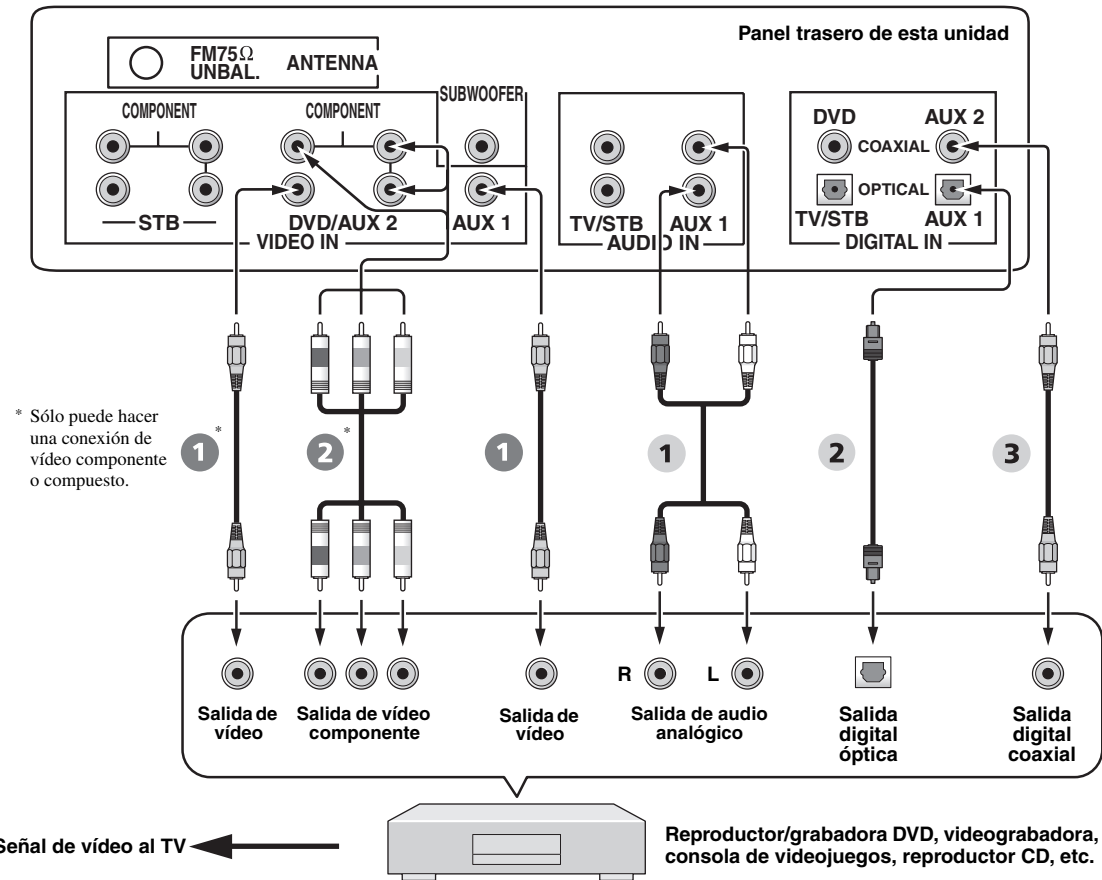 Panel trasero de esta unidad
FM75Ω
UNBAL.
ANTENNA
COMPONENT
COMPONENT
SUBWOOFER
DVD
AUX 2
COAXIAL
OPTICAL
STB
DVD/AUX 2
AUX 1
VIDEO IN
TV/STB
AUX 1
AUDIO IN
TV/STB
AUX 1
DIGITAL IN
* Sólo puede hacer
una conexión de
vídeo componente
o compuesto.
1*
2*
1
1
2
3
R
L
Salida de
vídeo
Salida de vídeo
componente
Salida de
vídeo
Salida de audio
analógico
Salida
digital
óptica
Salida
digital
coaxial
Señal de vídeo al TV
Reproductor/grabadora DVD, videograbadora,
consola de videojuegos, reproductor CD, etc.